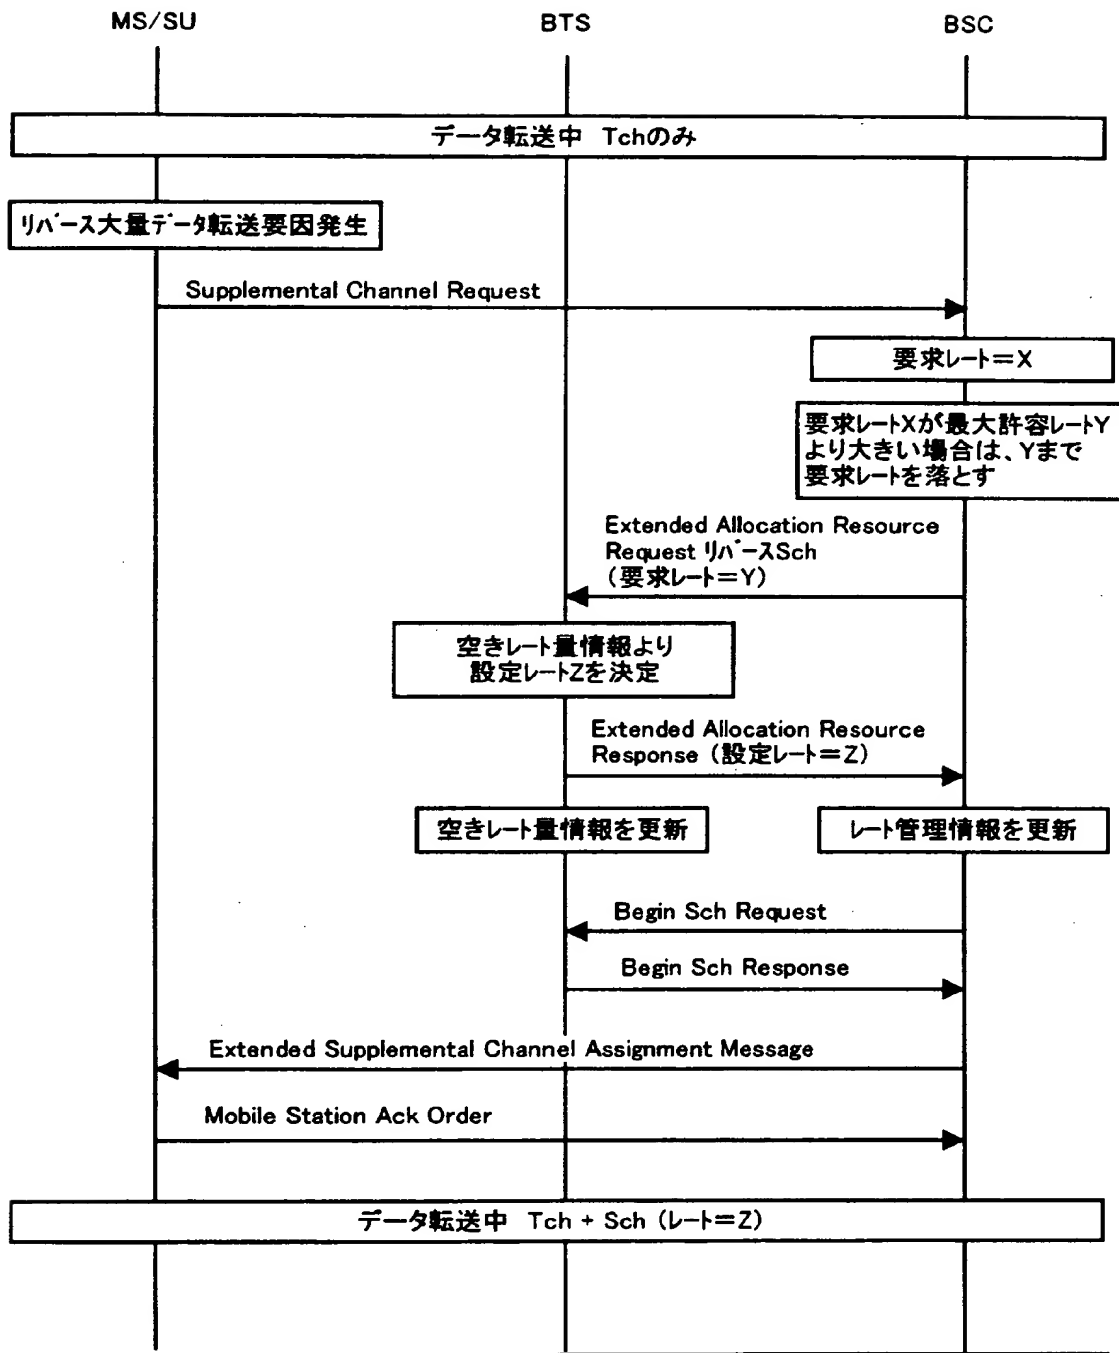 MS/SU
BTS
BSC
データ転送中 Tchのみ
リバース大量データ転送要因発生
Supplemental Channel Request
要求レート＝X
要求レートXが最大許容レートY
より大きい場合は、Yまで
要求レートを落とす
Extended Allocation Resource
Request リバースSch
（要求レート＝Y）
空きレート量情報より
設定レートZを決定
Extended Allocation Resource
Response（設定レート＝Z）
空きレート量情報を更新
レート管理情報を更新
Begin Sch Request
Begin Sch Response
Extended Supplemental Channel Assignment Message
Mobile Station Ack Order
データ転送中 Tch + Sch（レート＝Z）